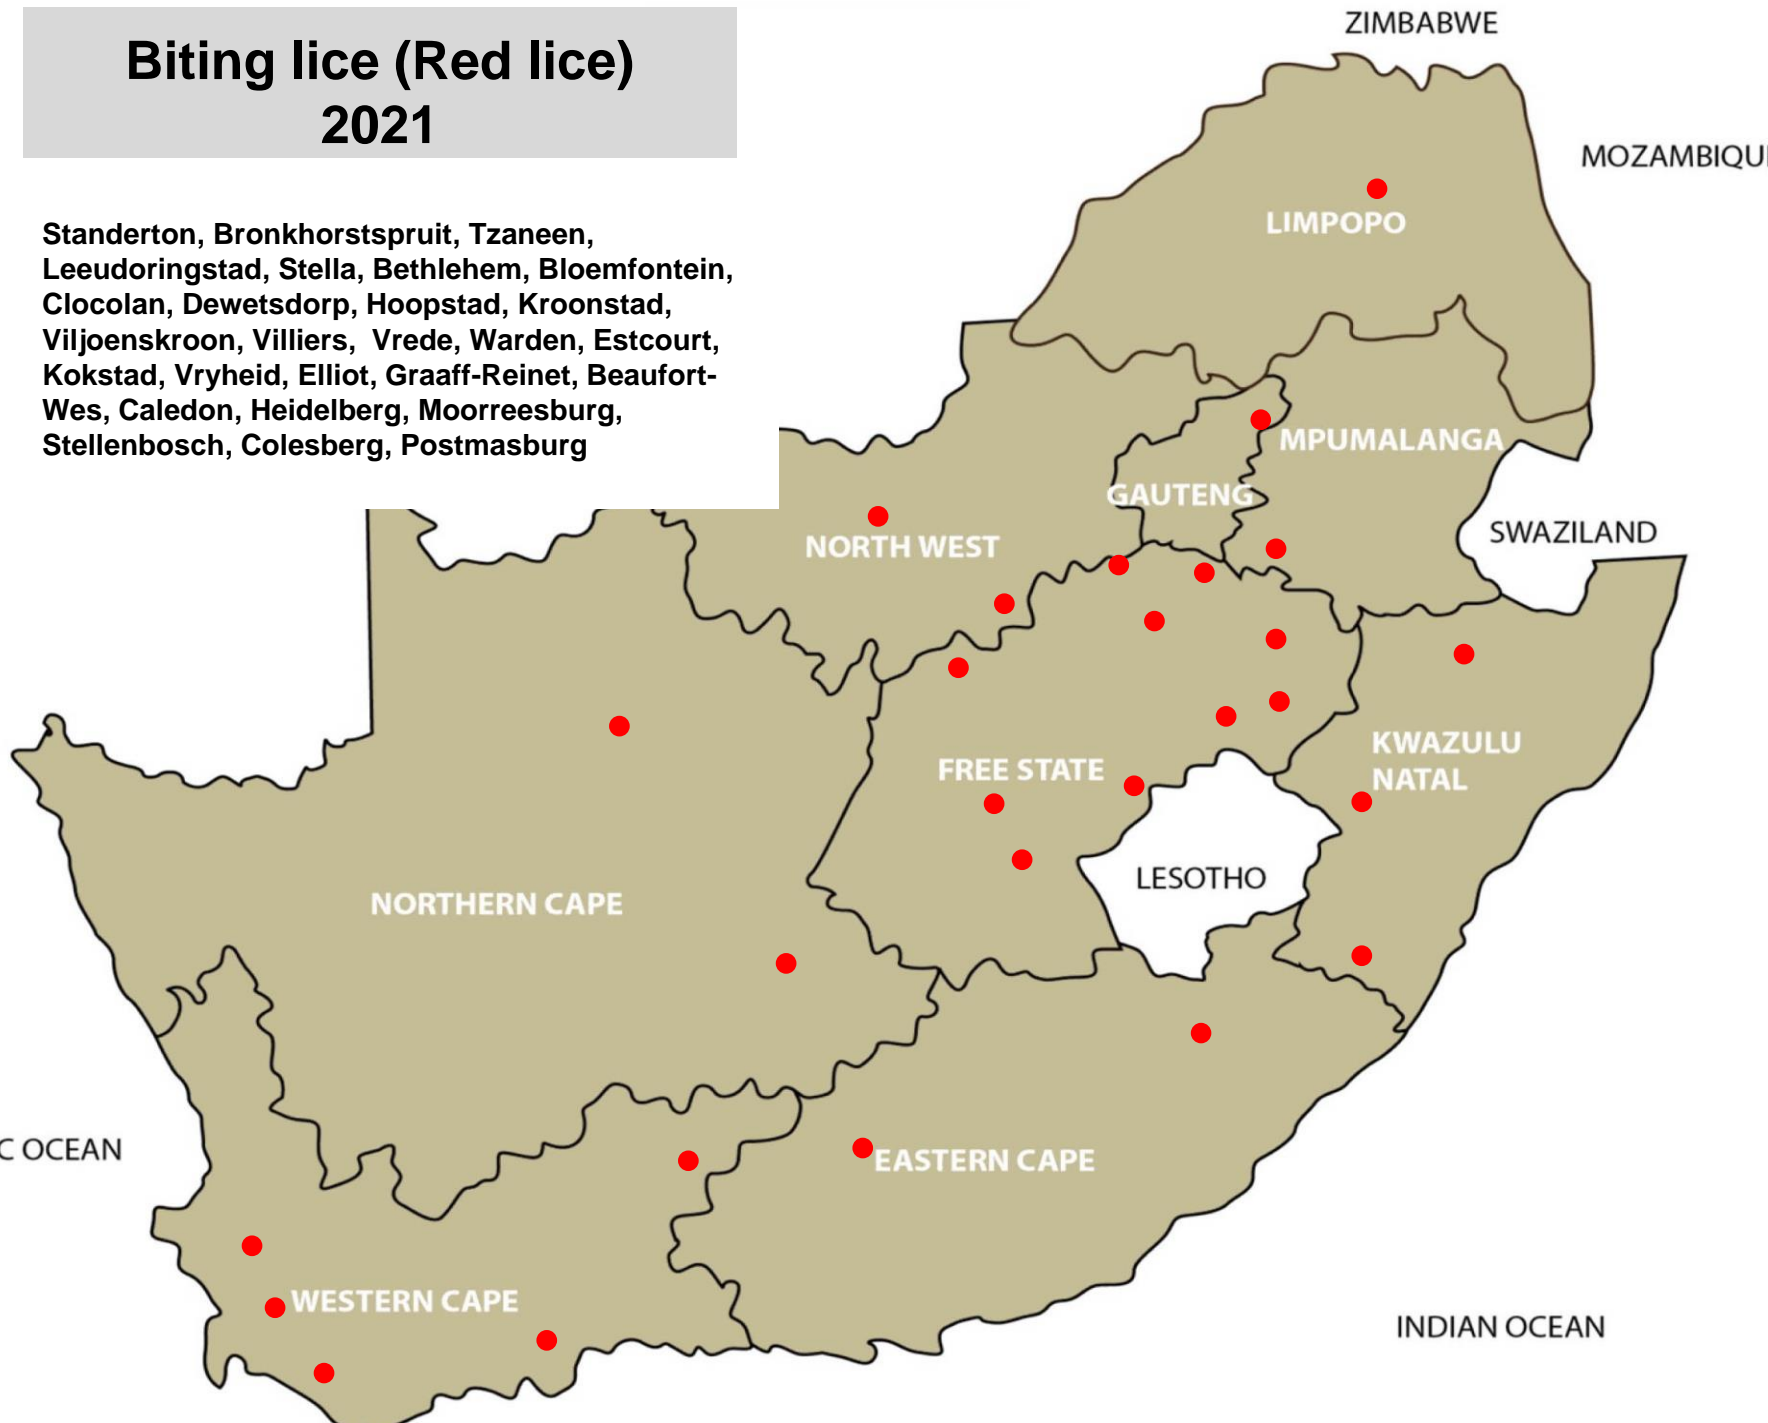 Biting lice (Red lice)
2021
Standerton, Bronkhorstspruit, Tzaneen,
Leeudoringstad, Stella, Bethlehem, Bloemfontein,
Clocolan, Dewetsdorp, Hoopstad, Kroonstad,
Viljoenskroon, Villiers, Vrede, Warden, Estcourt,
Kokstad, Vryheid, Elliot, Graaff-Reinet, Beaufort-
Wes, Caledon, Heidelberg, Moorreesburg,
Stellenbosch, Colesberg, Postmasburg
ZIMBABWE
MOZAMBIQU
LIMPOPO
MPUMALANGA
GAUTENG
SWAZILAND
NORTH WEST
KWAZULU
NATAL
FREE STATE
LESOTHO
NORTHERN CAPE
C OCEAN
EASTERN CAPE
WESTERN CAPE
INDIAN OCEAN